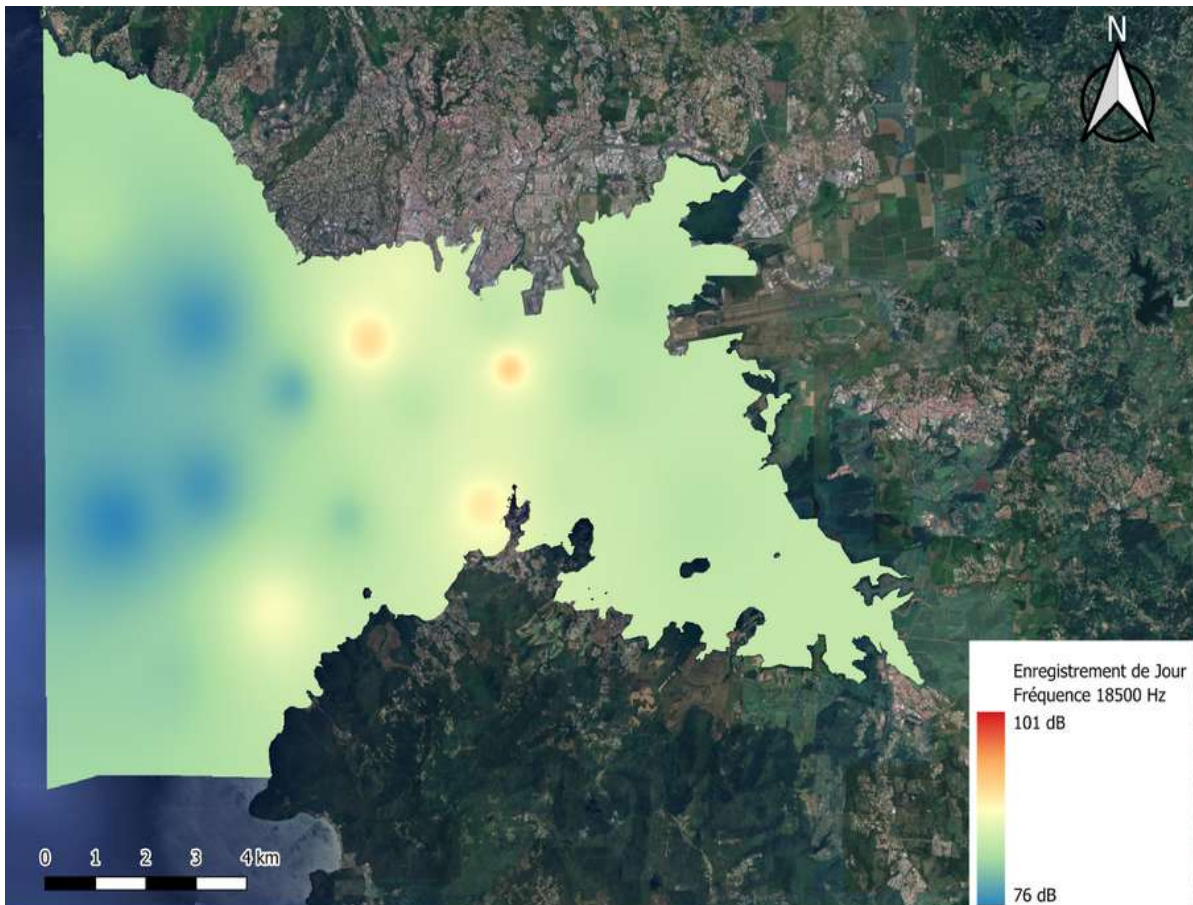 N
Enregistrement de Jour
Fréquence 18500 Hz
101 dB
76 dB
0 1 2 3 4 km